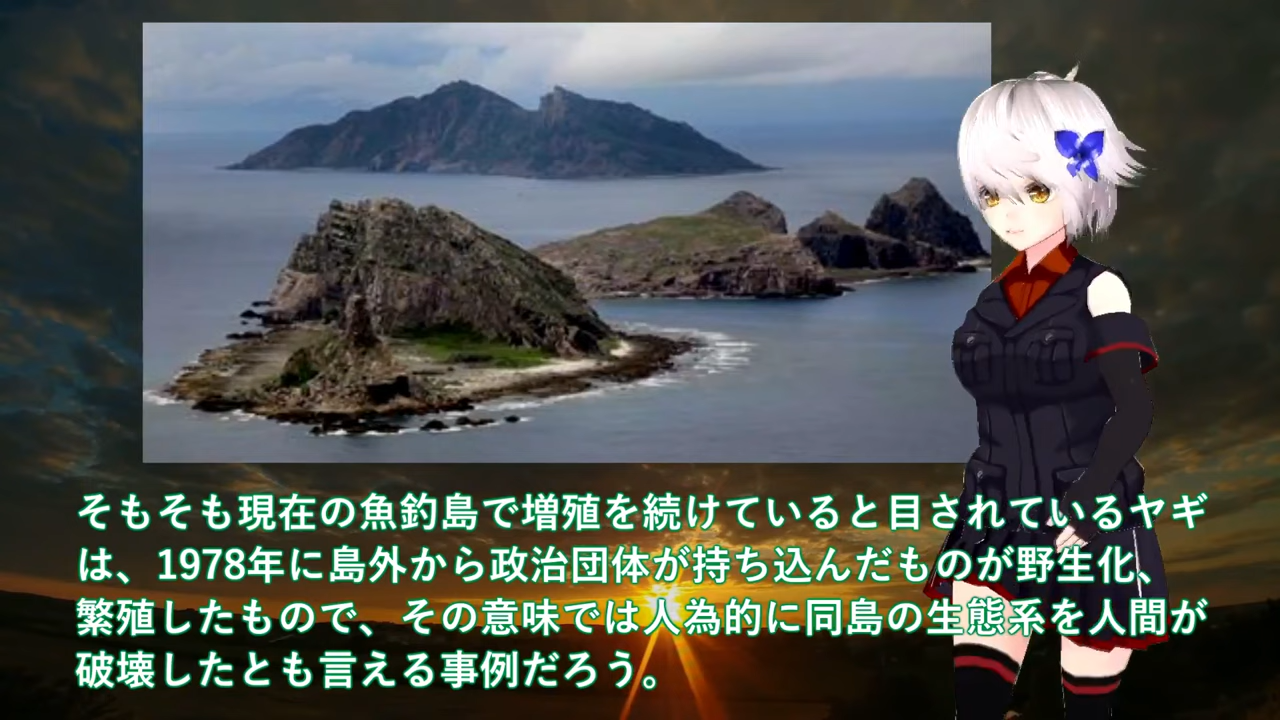 そもそも現在の魚釣島で増殖を続けていると目されているヤギ
は、1978年に島外から政治団体が持ち込んだものが野生化、
繁殖したもので、その意味では人為的に同島の生態系を人間が
破壊したとも言える事例だろう。